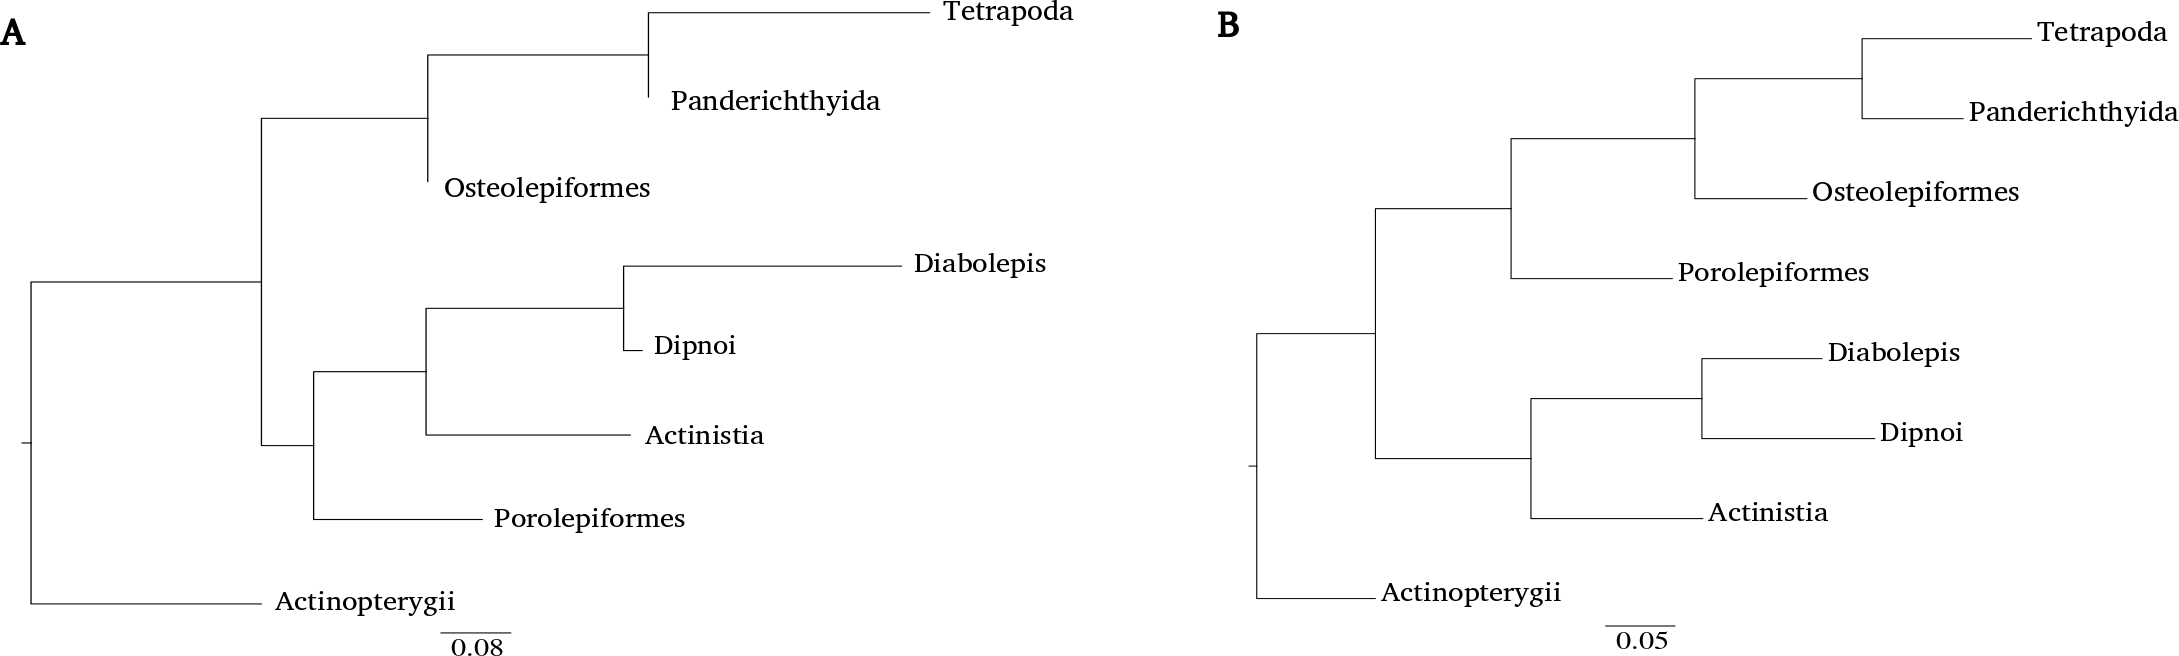 A
Tetrapoda
Panderichthyida
Osteolepiformes
Diabolepis
Dipnoi
Actinistia
Porolepiformes
Actinopterygii
0.08
B
Tetrapoda
Panderichthyida
Osteolepiformes
Porolepiformes
Diabolepis
Dipnoi
Actinistia
Actinopterygii
0.05